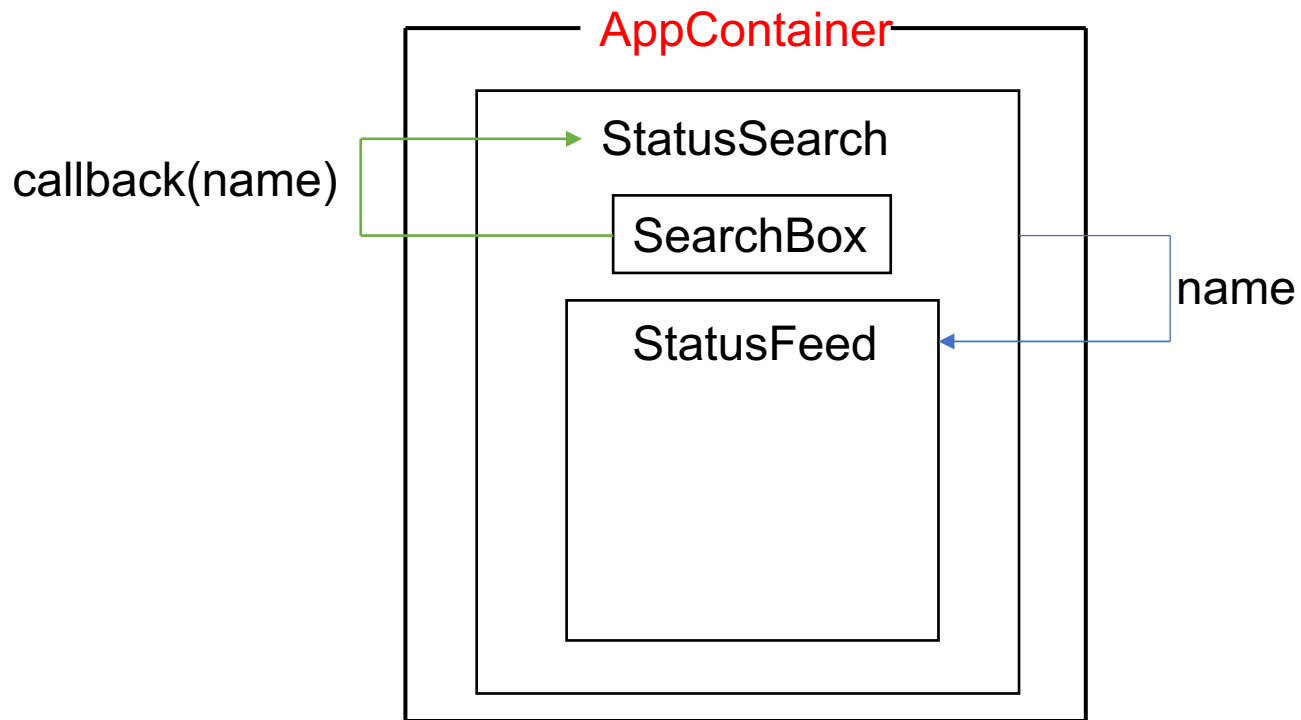 AppContainer
StatusSearch
callback(name)
SearchBox
name
StatusFeed